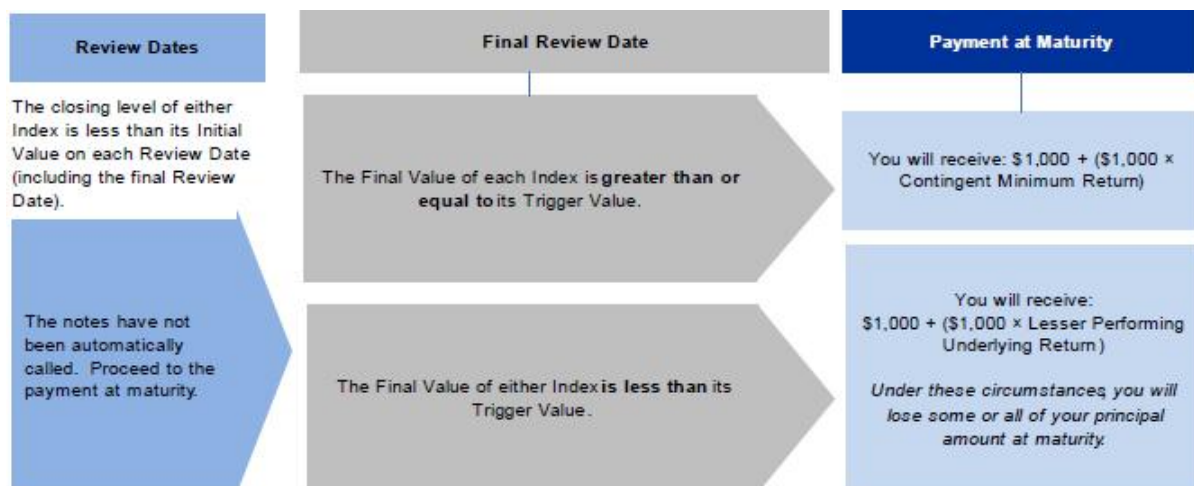 Review Dates
Final Review Date
Payment at Maturity
The closing level of either
Index is less than its Initial
Value on each Review Date
(including the final Review
Date).
The notes have not
been automatically
called. Proceed to the
payment at maturity.
The Final Value of each Index is greater than or
equal to its Trigger Value.
You will receive: $1,000 + ($1,000 ×
Contingent Minimum Return)
The Final Value of either Index is less than its
Trigger Value.
You will receive:
$1,000 + ($1,000 × Lesser Performing
Underlying Return)
Under these circumstances, you will
lose some or all of your principal
amount at maturity.